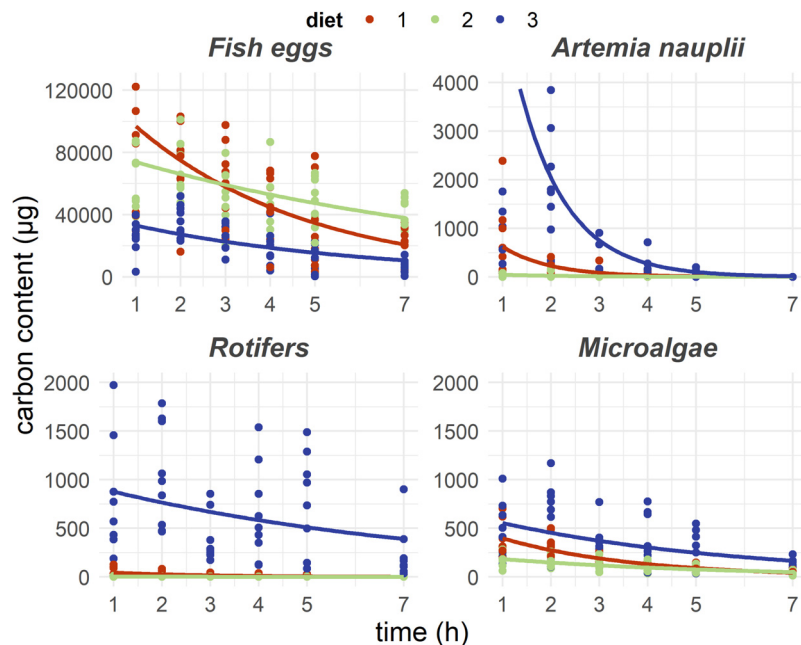 diet 1 2 3
Fish eggs
Artemia nauplii
120000
80000
40000
0
1 2 3 4 5 7
4000
3000
2000
1000
0
1 2 3 4 5 7
carbon content (µg)
Rotifers
Microalgae
2000
1500
1000
500
0
1 2 3 4 5 7
2000
1500
1000
500
0
1 2 3 4 5 7
time (h)